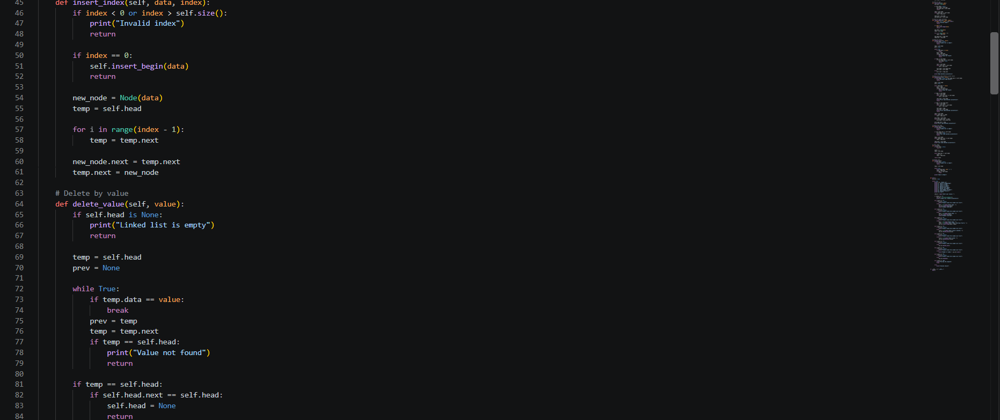 45 def insert_index(self, data, index):
46 if index < 0 or index > self.size():
47 print("Invalid index")
48 return
49
50 if index == 0:
51 self.insert_begin(data)
52 return
53
54 new_node = Node(data)
55 temp = self.head
56
57 for i in range(index - 1):
58 temp = temp.next
59
60 new_node.next = temp.next
61 temp.next = new_node
62
63 # Delete by value
64 def delete_value(self, value):
65 if self.head is None:
66 print("Linked list is empty")
67 return
68
69 temp = self.head
70 prev = None
71
72 while True:
73 if temp.data == value:
74 break
75 prev = temp
76 temp = temp.next
77 if temp == self.head:
78 print("Value not found")
79 return
80
81 if temp == self.head:
82 if self.head.next == self.head:
83 self.head = None
84 return